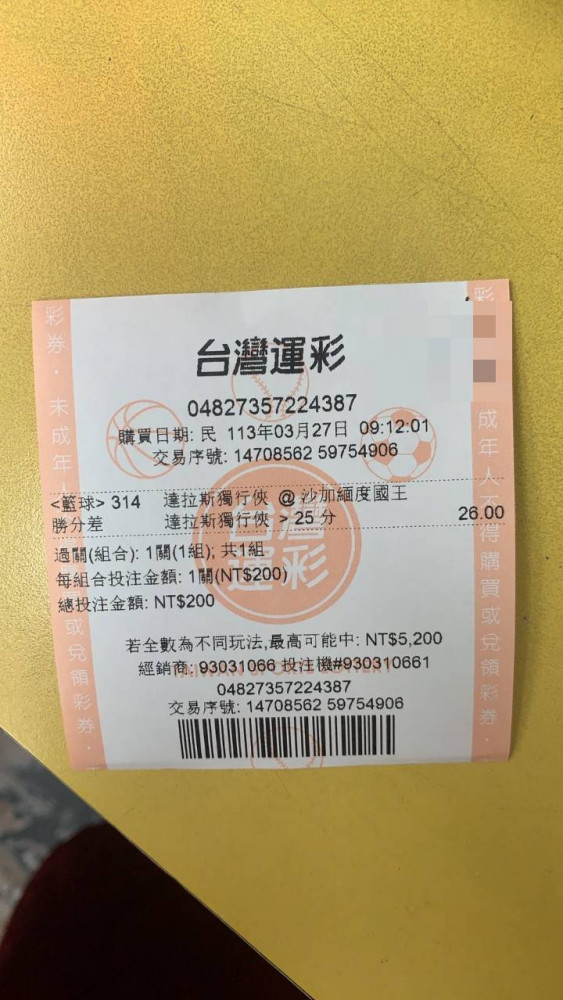 台灣運彩
04827357224387
購買日期: 民 113年03月27日 09:12:01
交易序號: 14708562 59754906
<籃球> 314 達拉斯獨行俠 @ 沙加緬度國王
勝分差 達拉斯獨行俠 > 25 分 26.00
過關(組合): 1關(1組); 共1組
每組合投注金額: 1關(NT$200)
總投注金額: NT$200
若全數為不同玩法,最高可能中: NT$5,200
經銷商: 93031066 投注機#930310661
TAIWAN SPORTS LOTTERY
04827357224387
交易序號: 14708562 59754906
台灣
運彩
彩券・未成年人
或兌領彩券・
彩
成年人不得購買或兌領彩券・